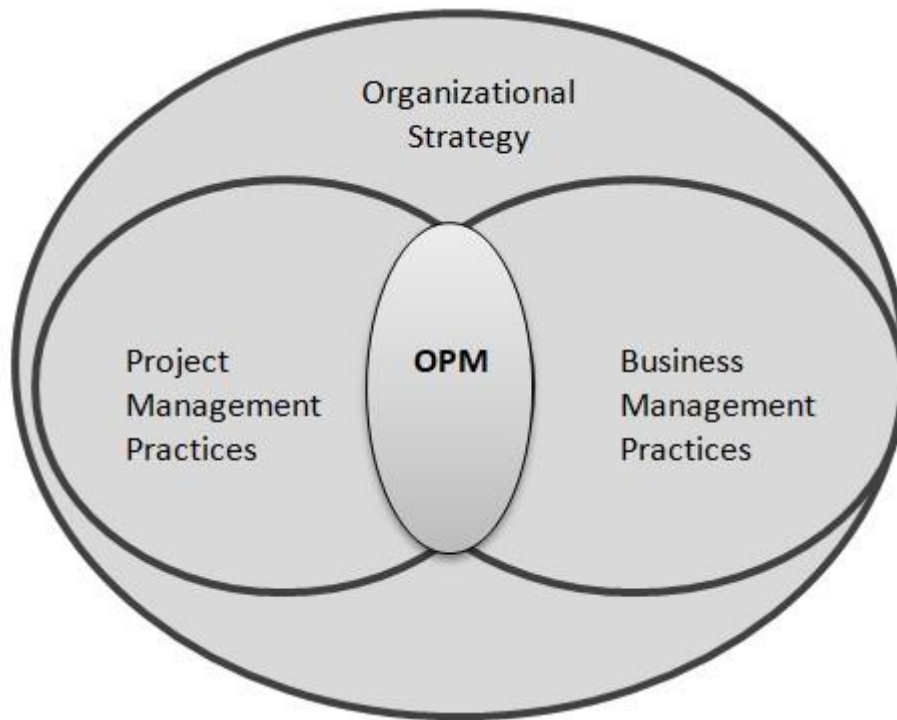 Organizational
Strategy
Project
Management
Practices
OPM
Business
Management
Practices